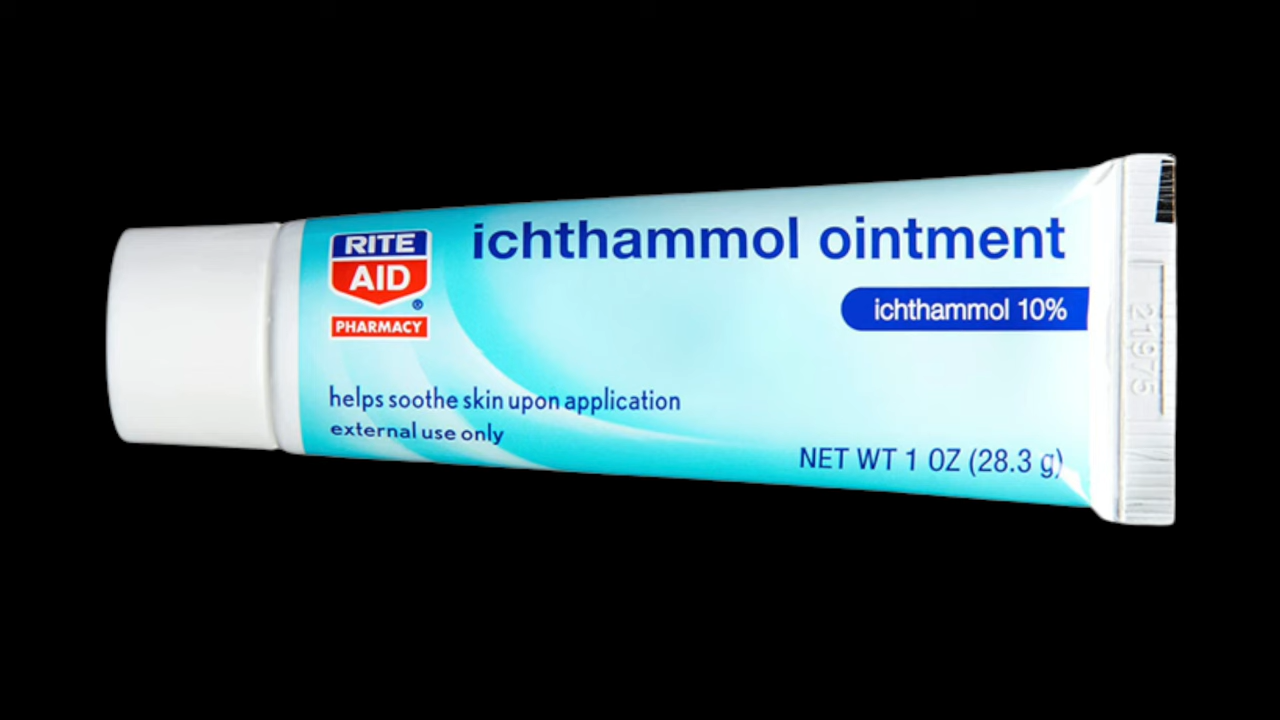 RITE
AID
®
PHARMACY
ichthammol ointment
ichthammol 10%
helps soothe skin upon application
external use only
NET WT 1 OZ (28.3 g)
21975